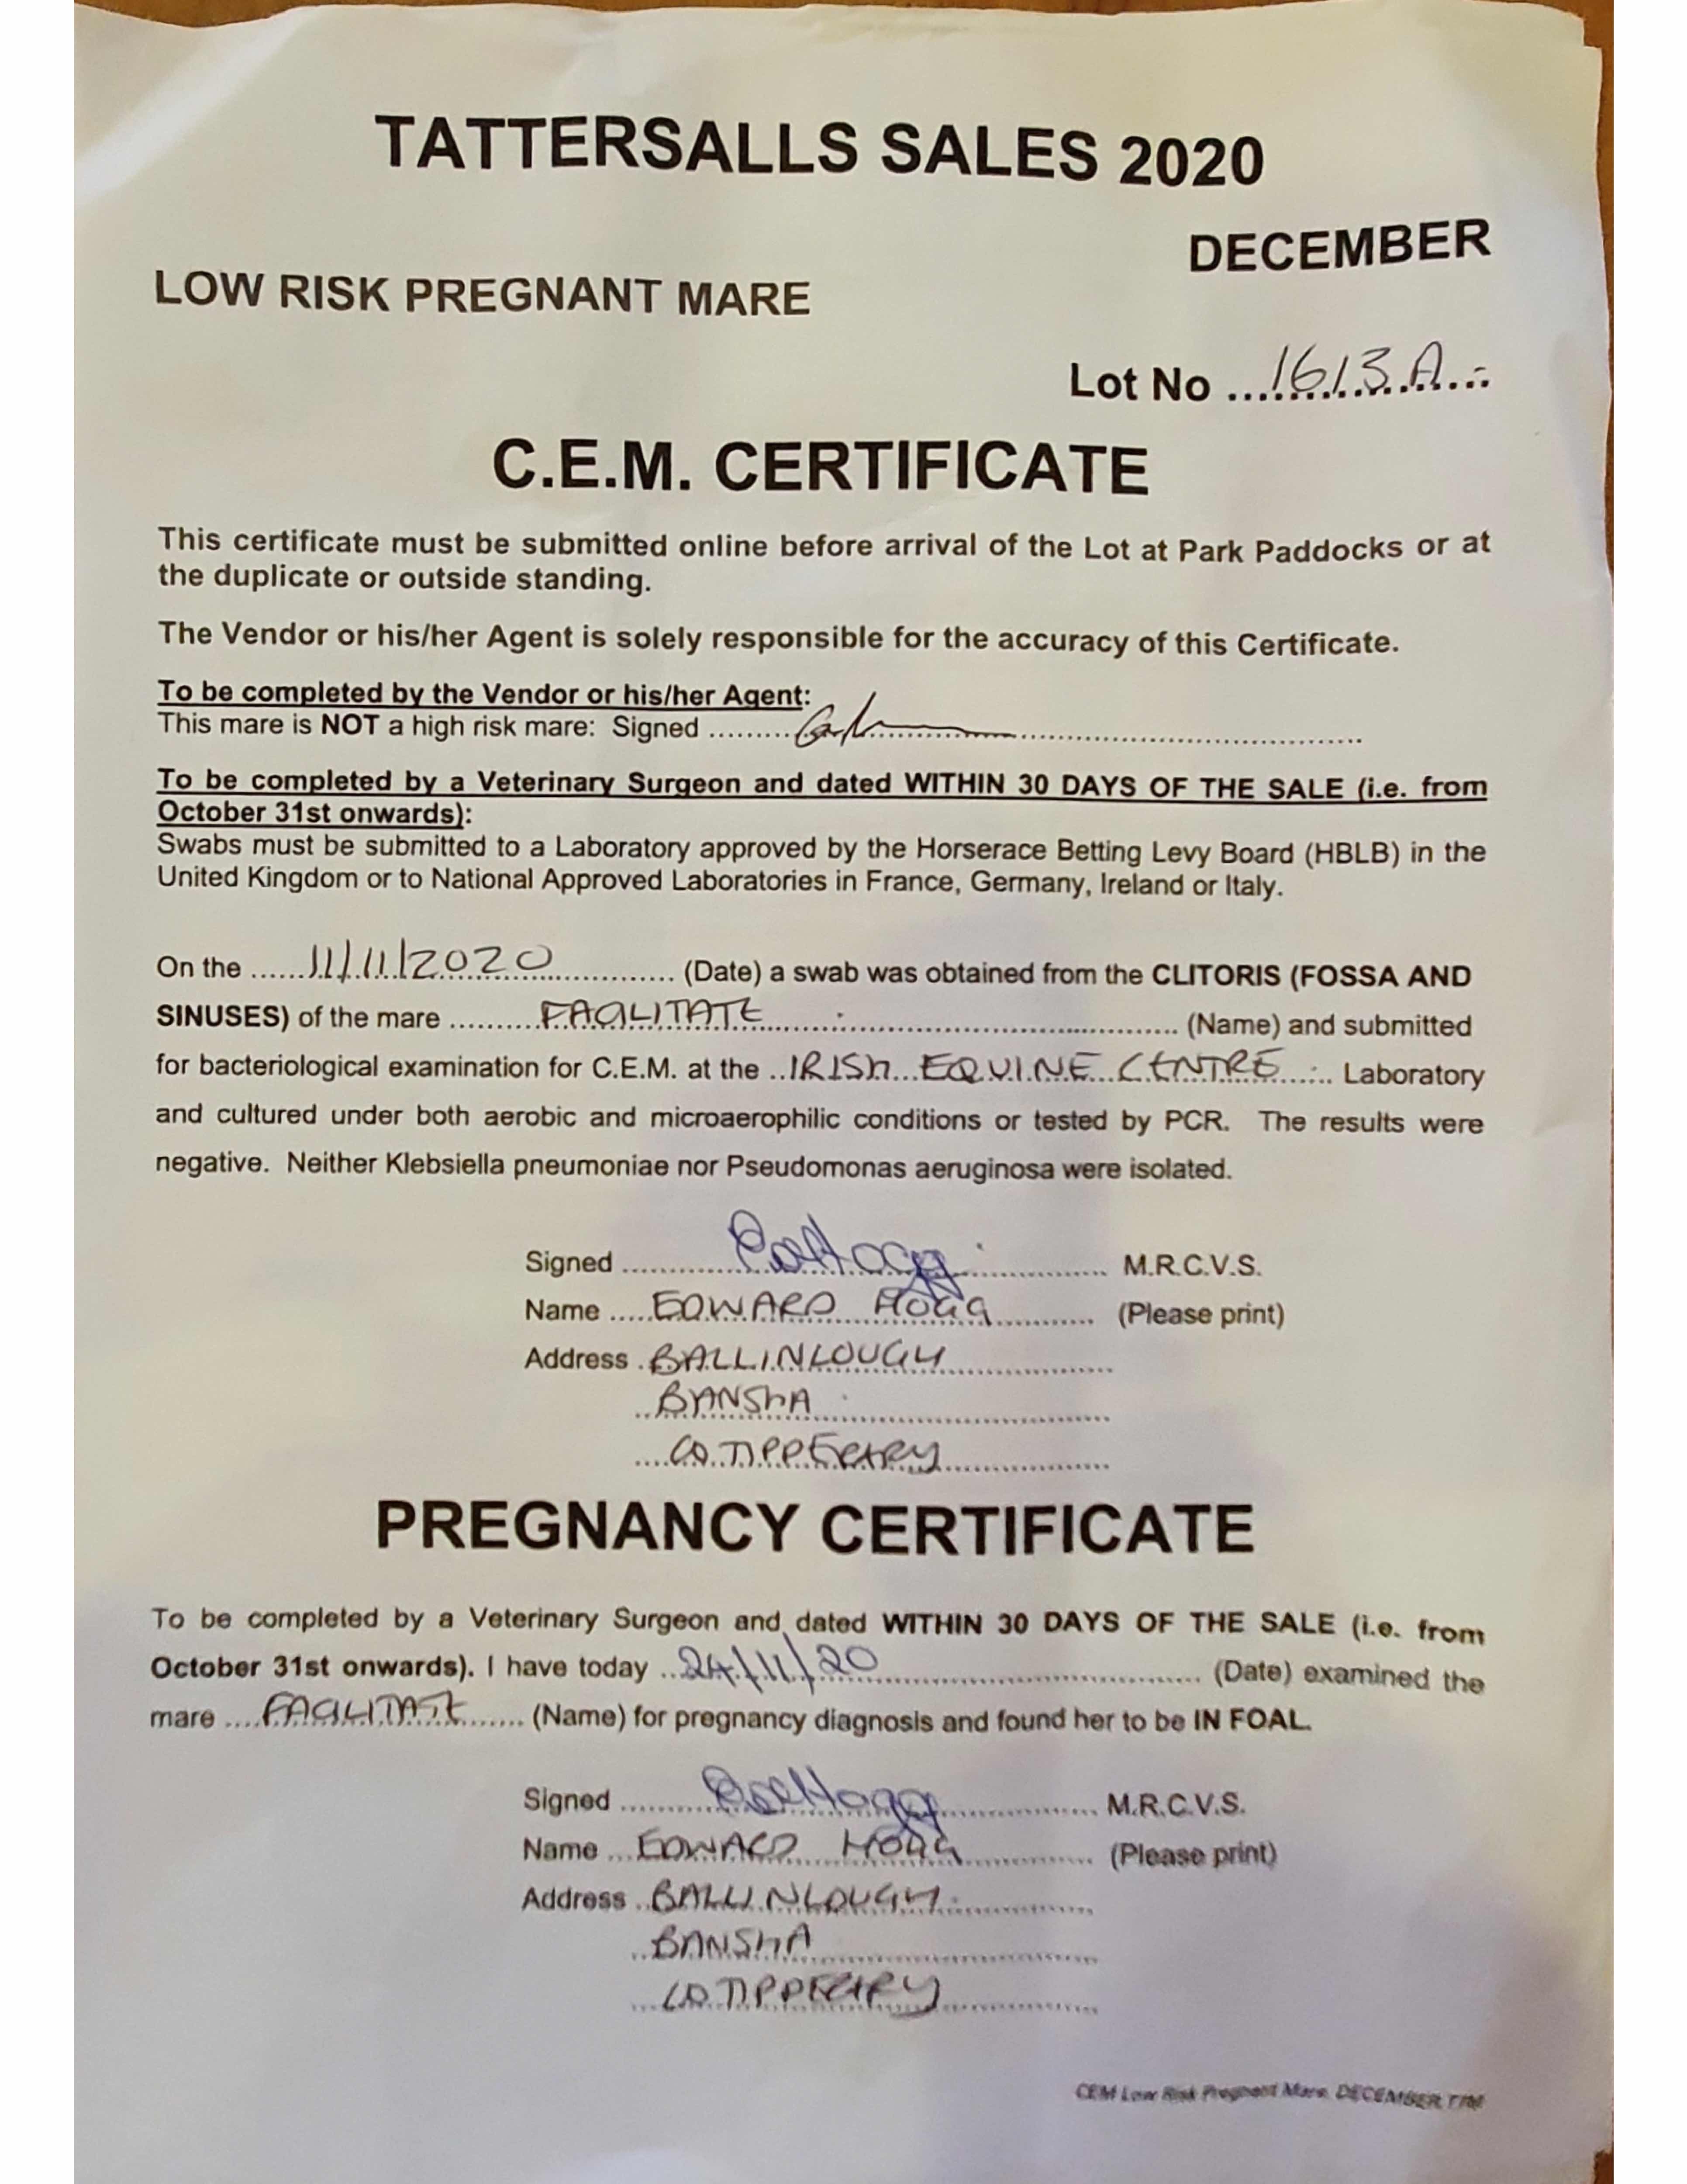 TATTERSALLS SALES 2020
DECEMBER
LOW RISK PREGNANT MARE
Lot No ...1613A...
C.E.M. CERTIFICATE
This certificate must be submitted online before arrival of the Lot at Park Paddocks or at
the duplicate or outside standing.
The Vendor or his/her Agent is solely responsible for the accuracy of this Certificate.
To be completed by the Vendor or his/her Agent:
This mare is NOT a high risk mare: Signed ...
To be completed by a Veterinary Surgeon and dated WITHIN 30 DAYS OF THE SALE (i.e. from
October 31st onwards):
Swabs must be submitted to a Laboratory approved by the Horserace Betting Levy Board (HBLB) in the
United Kingdom or to National Approved Laboratories in France, Germany, Ireland or Italy.
On the ...11/11/2020... (Date) a swab was obtained from the CLITORIS (FOSSA AND
SINUSES) of the mare ...FACILITATE... (Name) and submitted
for bacteriological examination for C.E.M. at the ...IRISH EQUINE CENTRE... Laboratory
and cultured under both aerobic and microaerophilic conditions or tested by PCR. The results were
negative. Neither Klebsiella pneumoniae nor Pseudomonas aeruginosa were isolated.
Signed ... M.R.C.V.S.
Name ...EDWARD HOGG... (Please print)
Address ...BALLINLOUGH...
...BANSHA...
...CO. TIPPERARY...
PREGNANCY CERTIFICATE
To be completed by a Veterinary Surgeon and dated WITHIN 30 DAYS OF THE SALE (i.e. from
October 31st onwards). I have today ...24/11/20... (Date) examined the
mare ...FACILITATE... (Name) for pregnancy diagnosis and found her to be IN FOAL.
Signed ... M.R.C.V.S.
Name ...EDWARD HOGG... (Please print)
Address ...BALLINLOUGH...
...BANSHA...
...CO TIPPERARY...
CEM Low Risk Pregnant Mare. DECEMBER